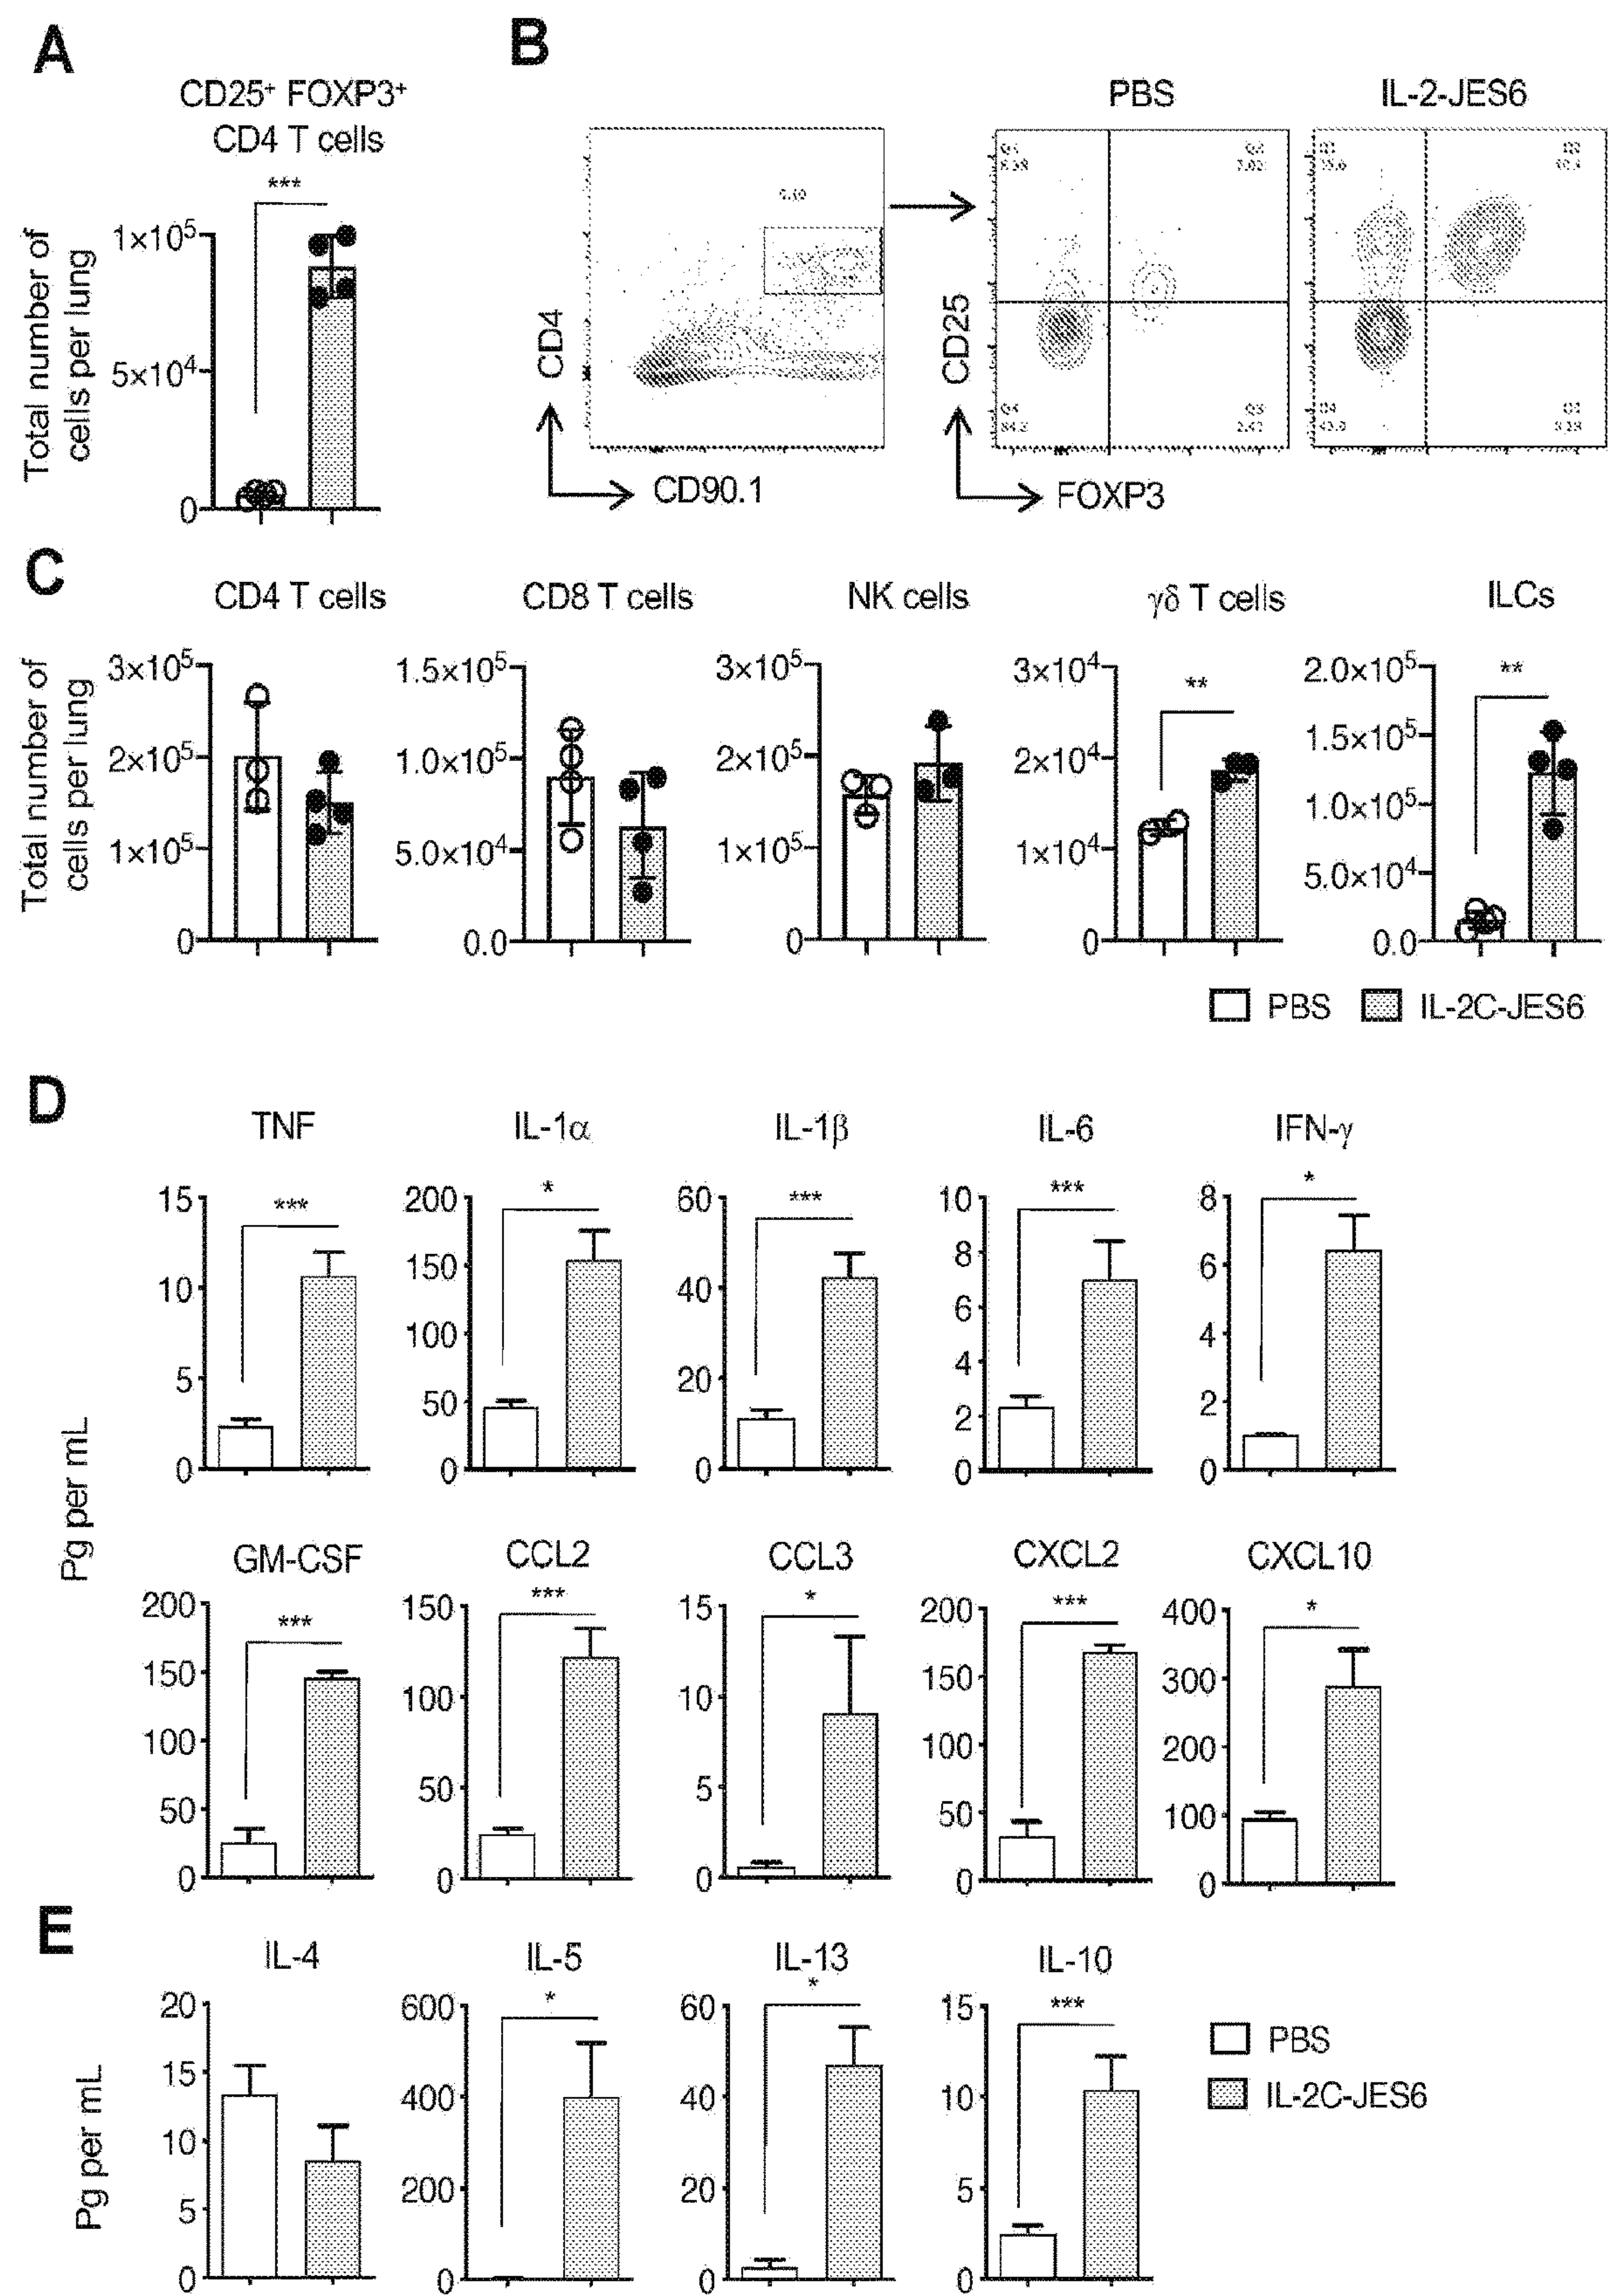 A
B
CD25⁺ FOXP3⁺
CD4 T cells
PBS
IL-2-JES6
***
Total number of
cells per lung
1×10⁵
5×10⁴
0
CD4
CD90.1
CD25
FOXP3
C
CD4 T cells
CD8 T cells
NK cells
γδ T cells
ILCs
Total number of
cells per lung
3×10⁵
2×10⁵
1×10⁵
0
1.5×10⁵
1.0×10⁵
5.0×10⁴
0.0
3×10⁵
2×10⁵
1×10⁵
0
**
3×10⁴
2×10⁴
1×10⁴
0
**
2.0×10⁵
1.5×10⁵
1.0×10⁵
5.0×10⁴
0.0
PBS
IL-2C-JES6
D
Pg per mL
TNF
IL-1α
IL-1β
IL-6
IFN-γ
***
15
10
5
0
*
200
150
100
50
0
***
60
40
20
0
***
10
8
6
4
2
0
*
8
6
4
2
0
GM-CSF
CCL2
CCL3
CXCL2
CXCL10
***
200
150
100
50
0
***
150
100
50
0
*
15
10
5
0
***
200
150
100
50
0
*
400
300
200
100
0
E
Pg per mL
IL-4
IL-5
IL-13
IL-10
20
15
10
5
0
*
600
400
200
0
*
60
40
20
0
***
15
10
5
0
PBS
IL-2C-JES6